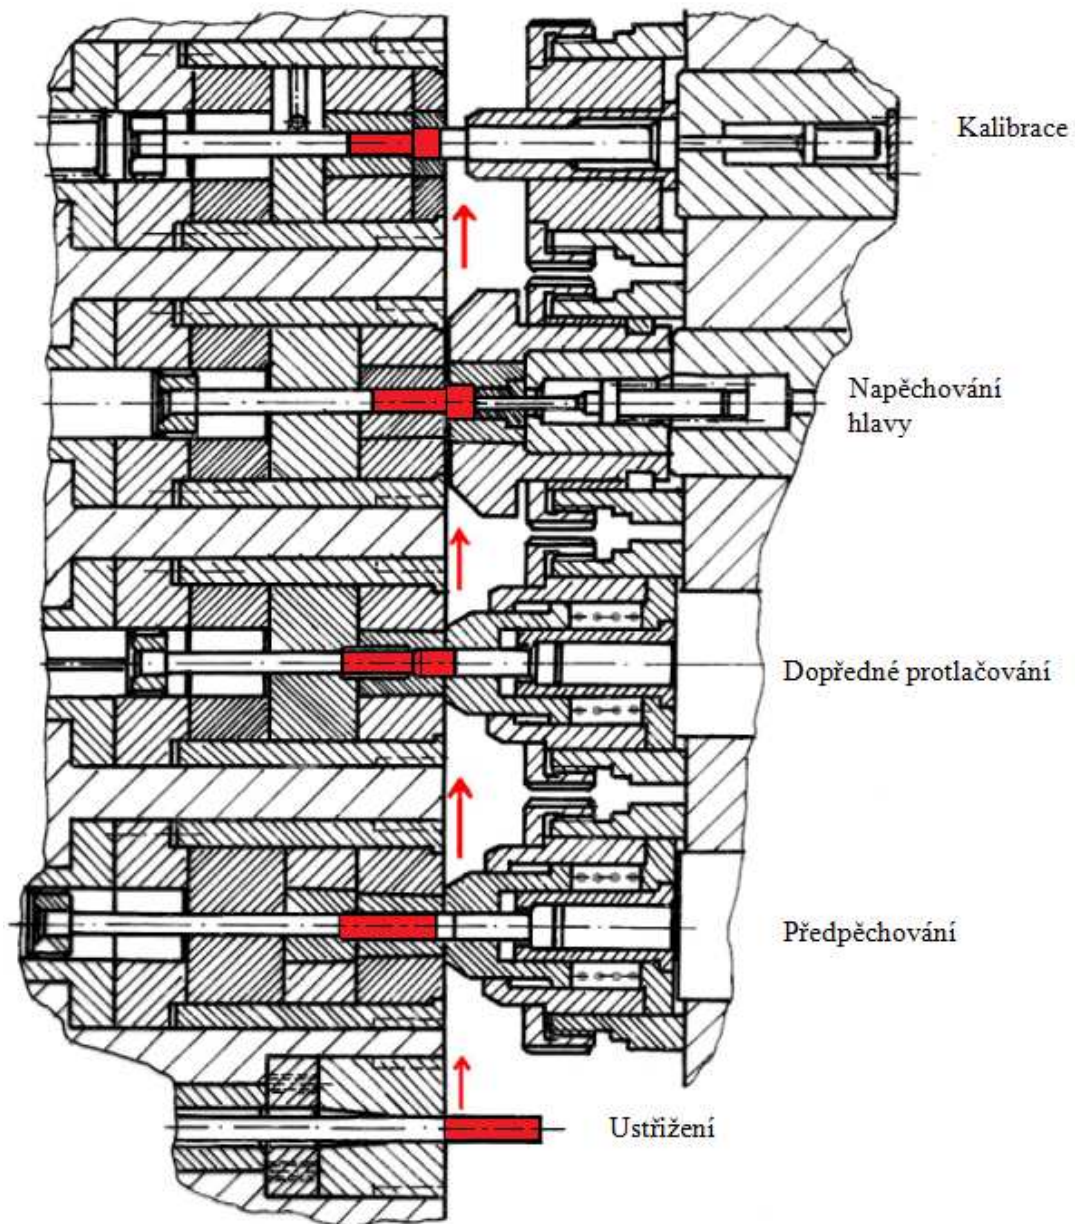 Kalibrace
Napěchování
hlavy
Dopředné protlačování
Předpěchování
Ustřižení